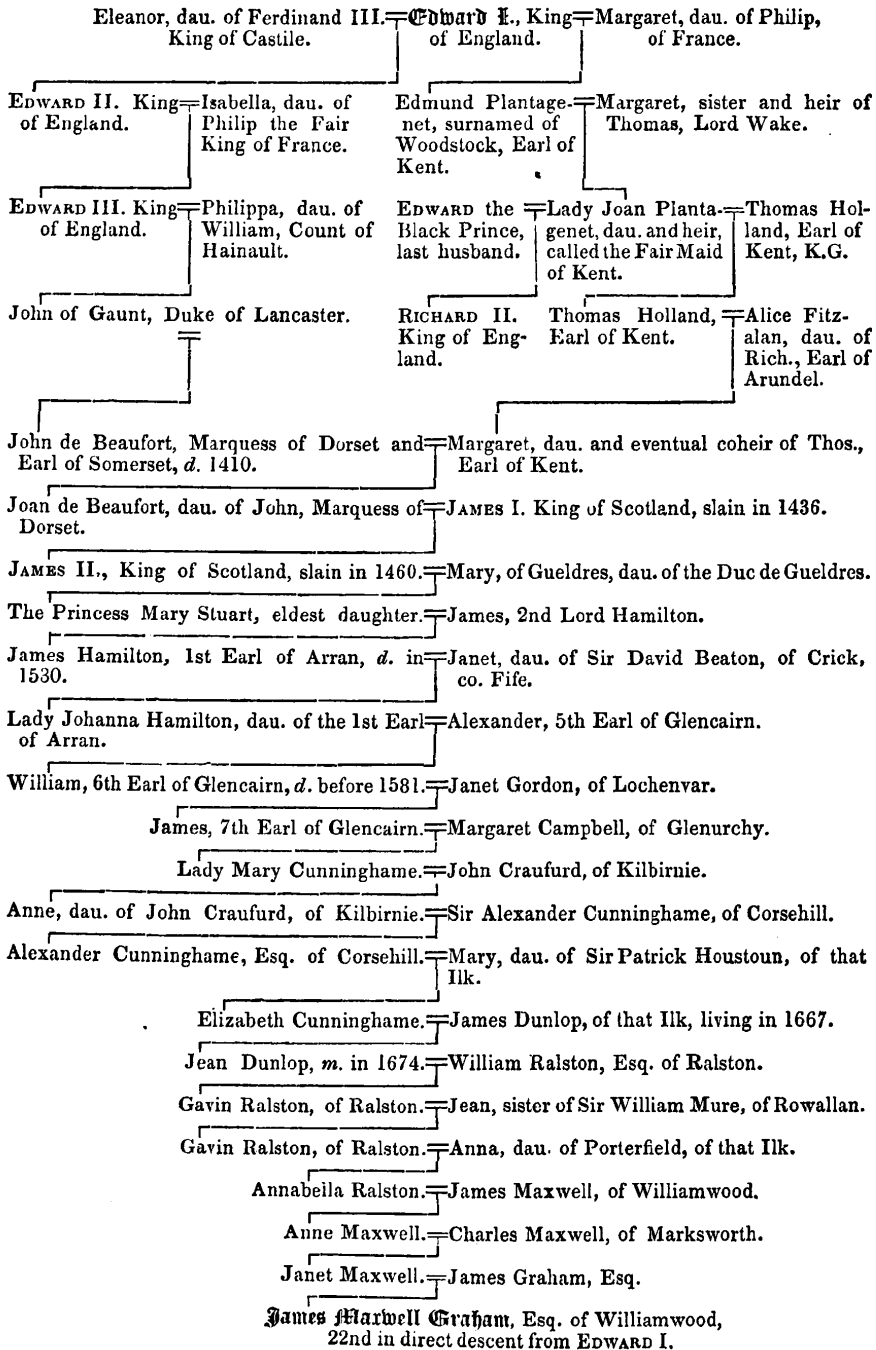 Eleanor, dau. of Ferdinand III. King of Castile.
Edward I., King of England.
Margaret, dau. of Philip, of France.
EDWARD II. King of England.
Isabella, dau. of Philip the Fair King of France.
Edmund Plantage-
net, surnamed of
Woodstock, Earl of
Kent.
Margaret, sister and heir of
Thomas, Lord Wake.
EDWARD III. King
of England.
Philippa, dau. of
William, Count of
Hainault.
EDWARD the
Black Prince,
last husband.
Lady Joan Planta-
genet, dau. and heir,
called the Fair Maid
of Kent.
Thomas Hol-
land, Earl of
Kent, K.G.
John of Gaunt, Duke of Lancaster.
RICHARD II.
King of Eng-
land.
Thomas Holland,
Earl of Kent.
Alice Fitz-
alan, dau. of
Rich., Earl of
Arundel.
John de Beaufort, Marquess of Dorset and
Earl of Somerset, d. 1410.
Margaret, dau. and eventual coheir of Thos.,
Earl of Kent.
Joan de Beaufort, dau. of John, Marquess of
Dorset.
JAMES I. King of Scotland, slain in 1436.
JAMES II., King of Scotland, slain in 1460.
Mary, of Gueldres, dau. of the Duc de Gueldres.
The Princess Mary Stuart, eldest daughter.
James, 2nd Lord Hamilton.
James Hamilton, 1st Earl of Arran, d. in
1530.
Janet, dau. of Sir David Beaton, of Crick,
co. Fife.
Lady Johanna Hamilton, dau. of the 1st Earl
of Arran.
Alexander, 5th Earl of Glencairn.
William, 6th Earl of Glencairn, d. before 1581.
Janet Gordon, of Lochenvar.
James, 7th Earl of Glencairn.
Margaret Campbell, of Glenurchy.
Lady Mary Cunninghame.
John Craufurd, of Kilbirnie.
Anne, dau. of John Craufurd, of Kilbirnie.
Sir Alexander Cunninghame, of Corsehill.
Alexander Cunninghame, Esq. of Corsehill.
Mary, dau. of Sir Patrick Houstoun, of that
Ilk.
Elizabeth Cunninghame.
James Dunlop, of that Ilk, living in 1667.
Jean Dunlop, m. in 1674.
William Ralston, Esq. of Ralston.
Gavin Ralston, of Ralston.
Jean, sister of Sir William Mure, of Rowallan.
Gavin Ralston, of Ralston.
Anna, dau. of Porterfield, of that Ilk.
Annabella Ralston.
James Maxwell, of Williamwood.
Anne Maxwell.
Charles Maxwell, of Marksworth.
Janet Maxwell.
James Graham, Esq.
James Maxwell Graham, Esq. of Williamwood,
22nd in direct descent from EDWARD I.